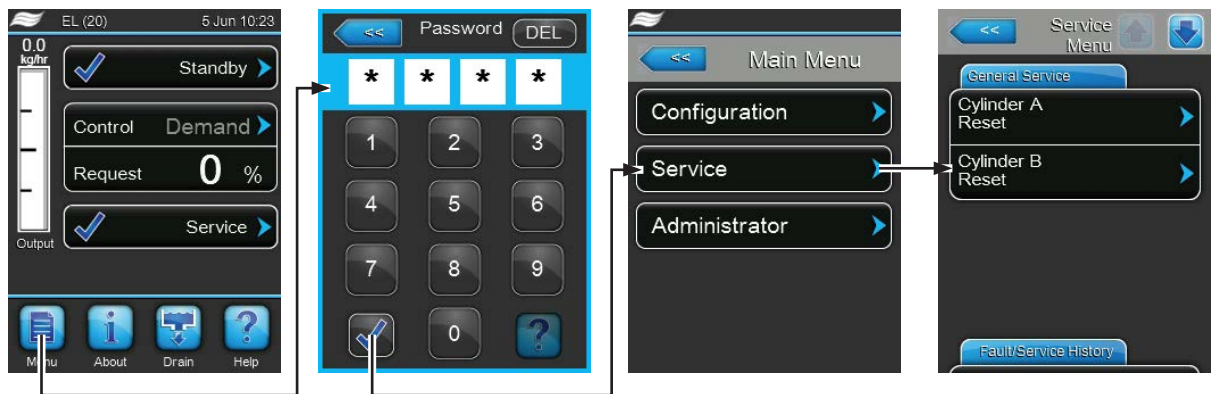 EL (20) 5 Jun 10:23
0.0
kg/hr
Standby
Control Demand
Request 0 %
Service
Output
Menu About Drain Help
<< Password DEL
* * * *
1 2 3
4 5 6
7 8 9
0 ?
<< Main Menu
Configuration
Service
Administrator
<< Service
Menu
General Service
Cylinder A
Reset
Cylinder B
Reset
Fault/Service History